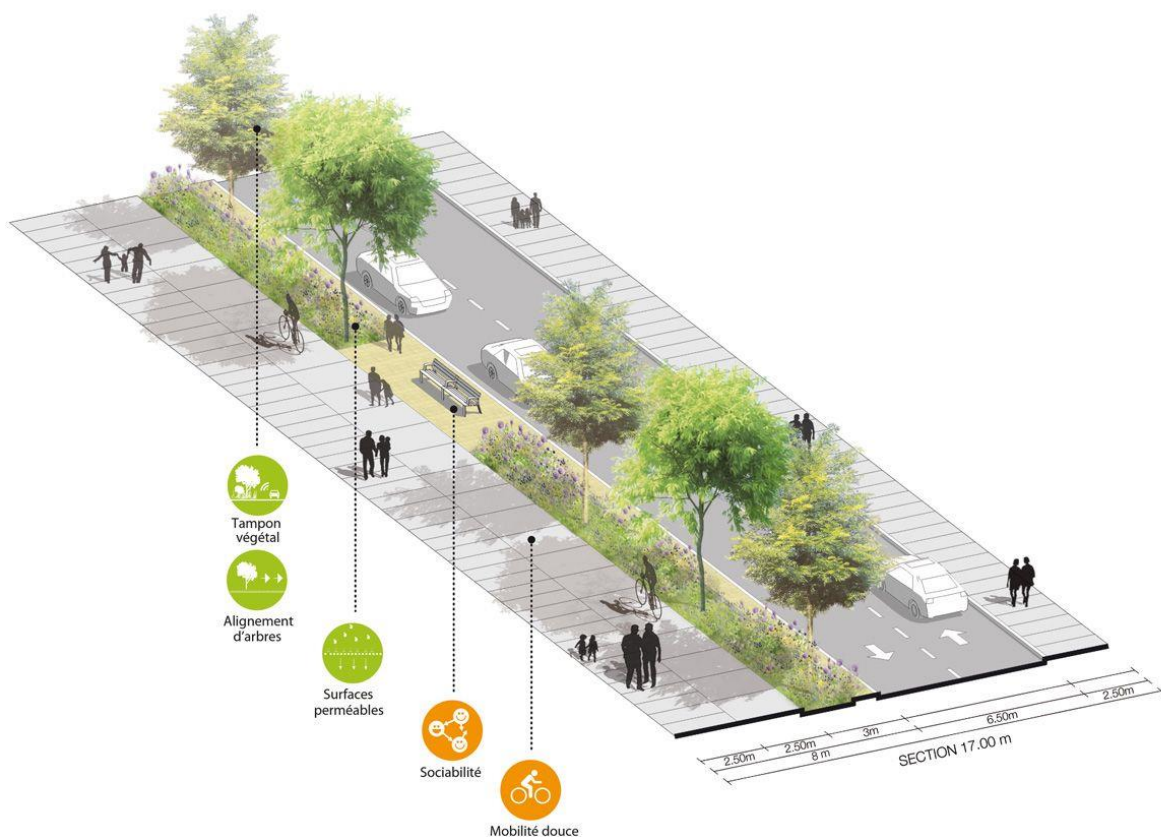 Tampon
végétal
Alignement
d'arbres
Surfaces
perméables
Sociabilité
Mobilité douce
2.50m
2.50m
3m
6.50m
2.50m
8 m
SECTION 17.00 m